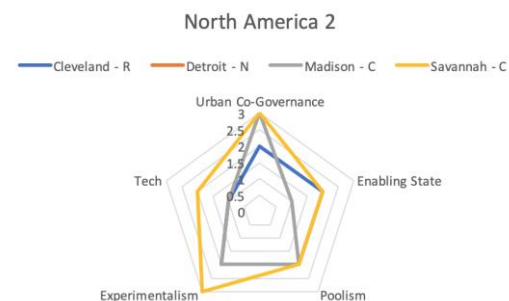 North America 2
Cleveland - R Detroit - N Madison - C Savannah - C
Urban Co-Governance
3
2.5
2
1.5
1
0.5
0
Tech
Enabling State
Experimentalism
Poolism